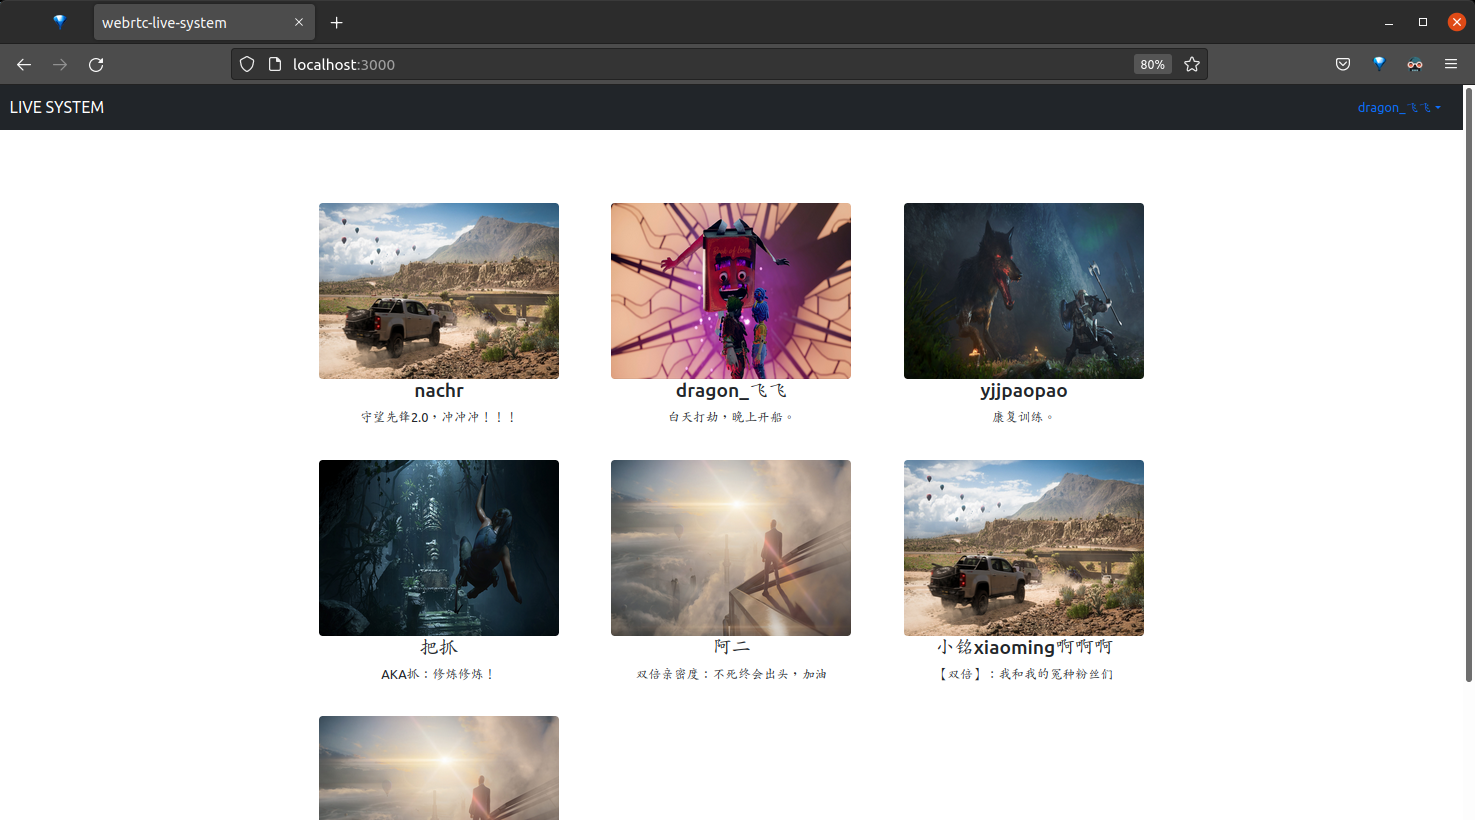 webrtc-live-system
localhost:3000
80%
LIVE SYSTEM
dragon_飞飞
nachr
守望先锋2.0，冲冲冲！！！
dragon_飞飞
白天打劫，晚上开船。
yjjpaopao
康复训练。
把抓
AKA抓：修炼修炼！
阿二
双倍亲密度：不死终会出头，加油
小铭xiaoming啊啊啊
【双倍】：我和我的冤种粉丝们